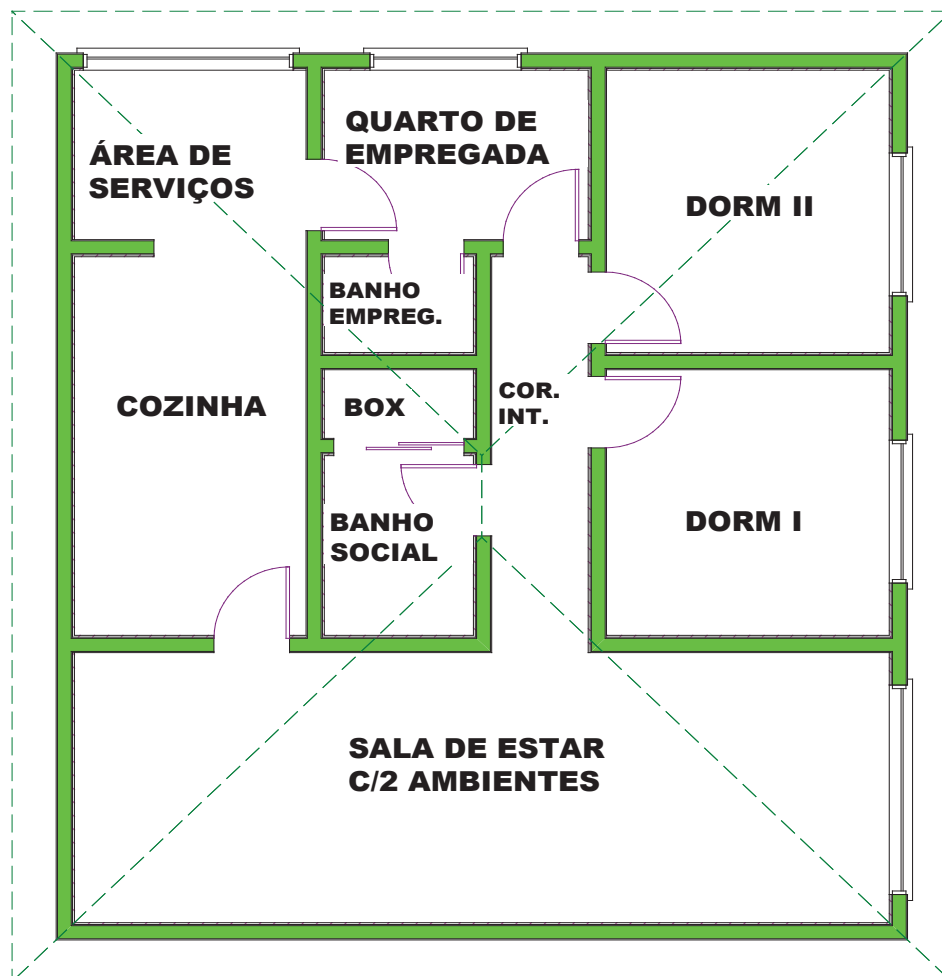 ÁREA DE
SERVIÇOS
QUARTO DE
EMPREGADA
DORM II
BANHO
EMPREG.
COZINHA
BOX
COR.
INT.
BANHO
SOCIAL
DORM I
SALA DE ESTAR
C/2 AMBIENTES